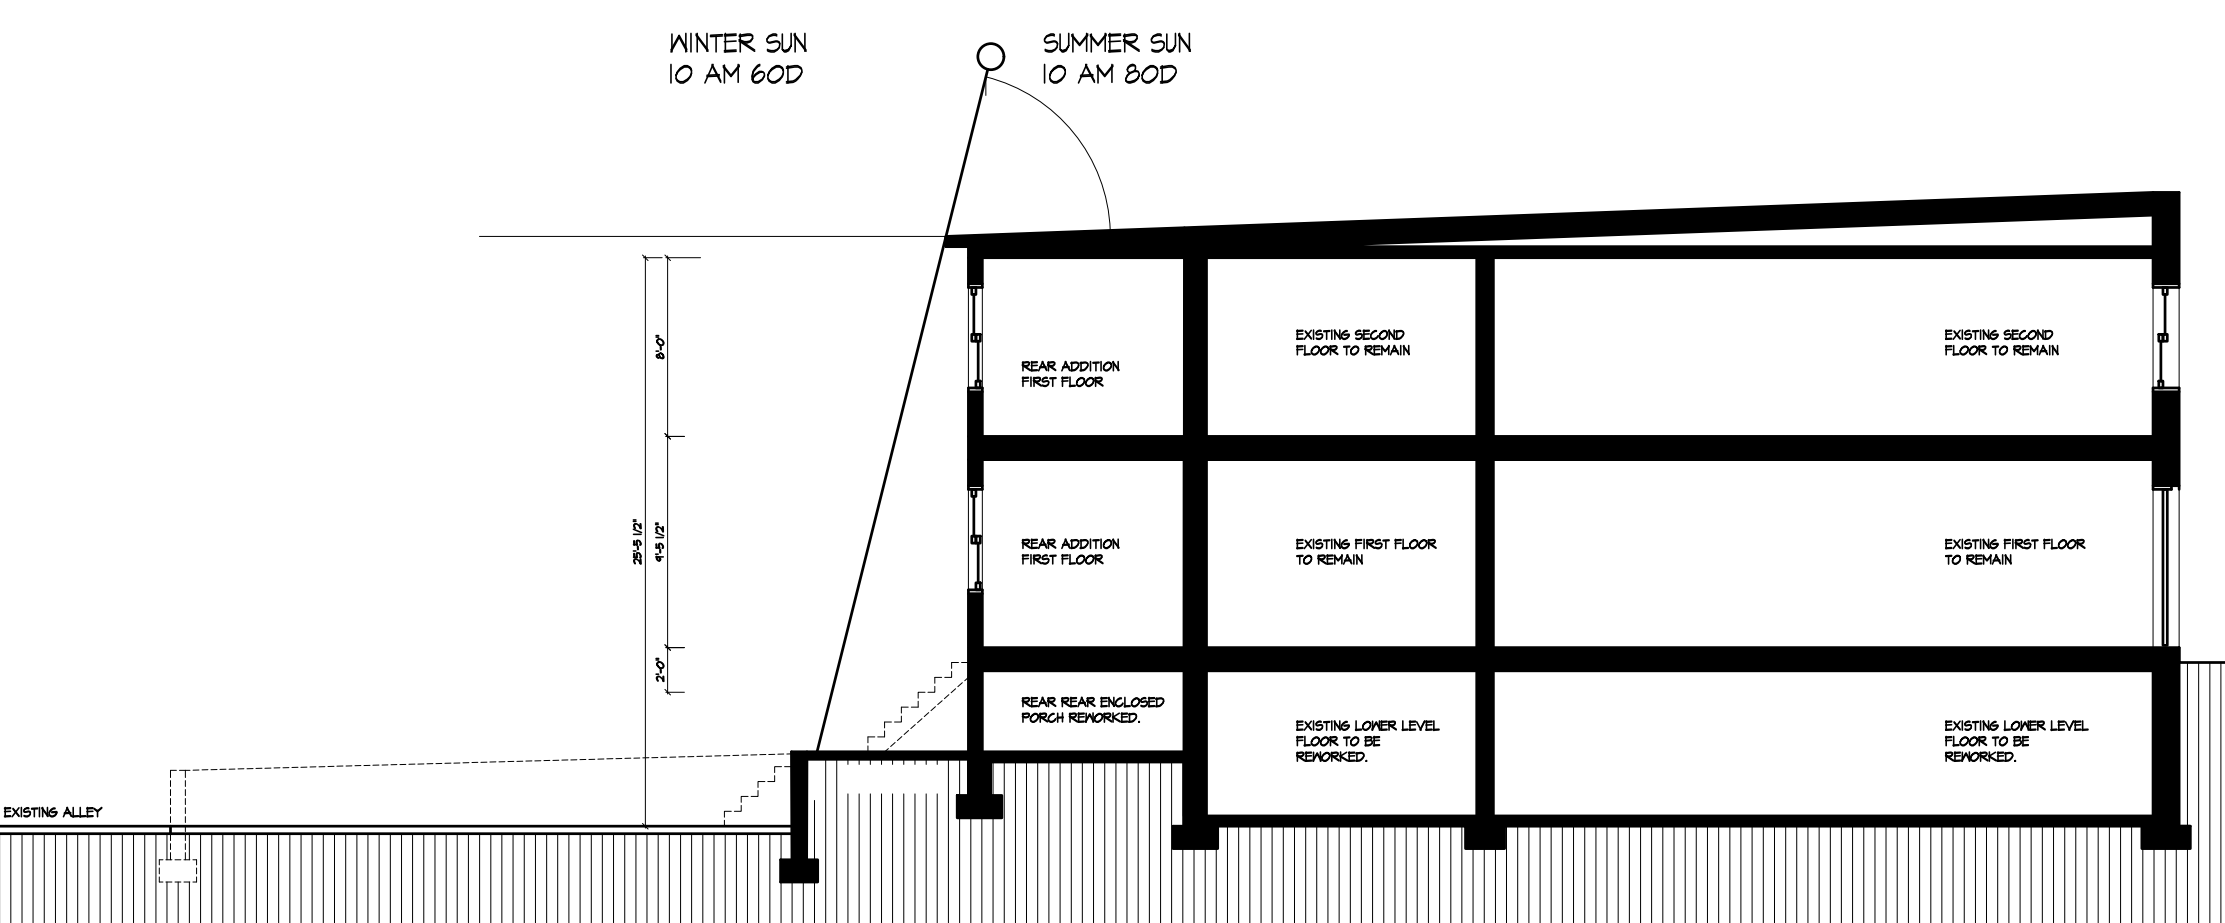 WINTER SUN
10 AM 60D
SUMMER SUN
10 AM 80D
8'-0"
25'-5 1/2"
9'-5 1/2"
2'-0"
REAR ADDITION
FIRST FLOOR
EXISTING SECOND
FLOOR TO REMAIN
EXISTING SECOND
FLOOR TO REMAIN
REAR ADDITION
FIRST FLOOR
EXISTING FIRST FLOOR
TO REMAIN
EXISTING FIRST FLOOR
TO REMAIN
REAR REAR ENCLOSED
PORCH REWORKED.
EXISTING LOWER LEVEL
FLOOR TO BE
REWORKED.
EXISTING LOWER LEVEL
FLOOR TO BE
REWORKED.
EXISTING ALLEY